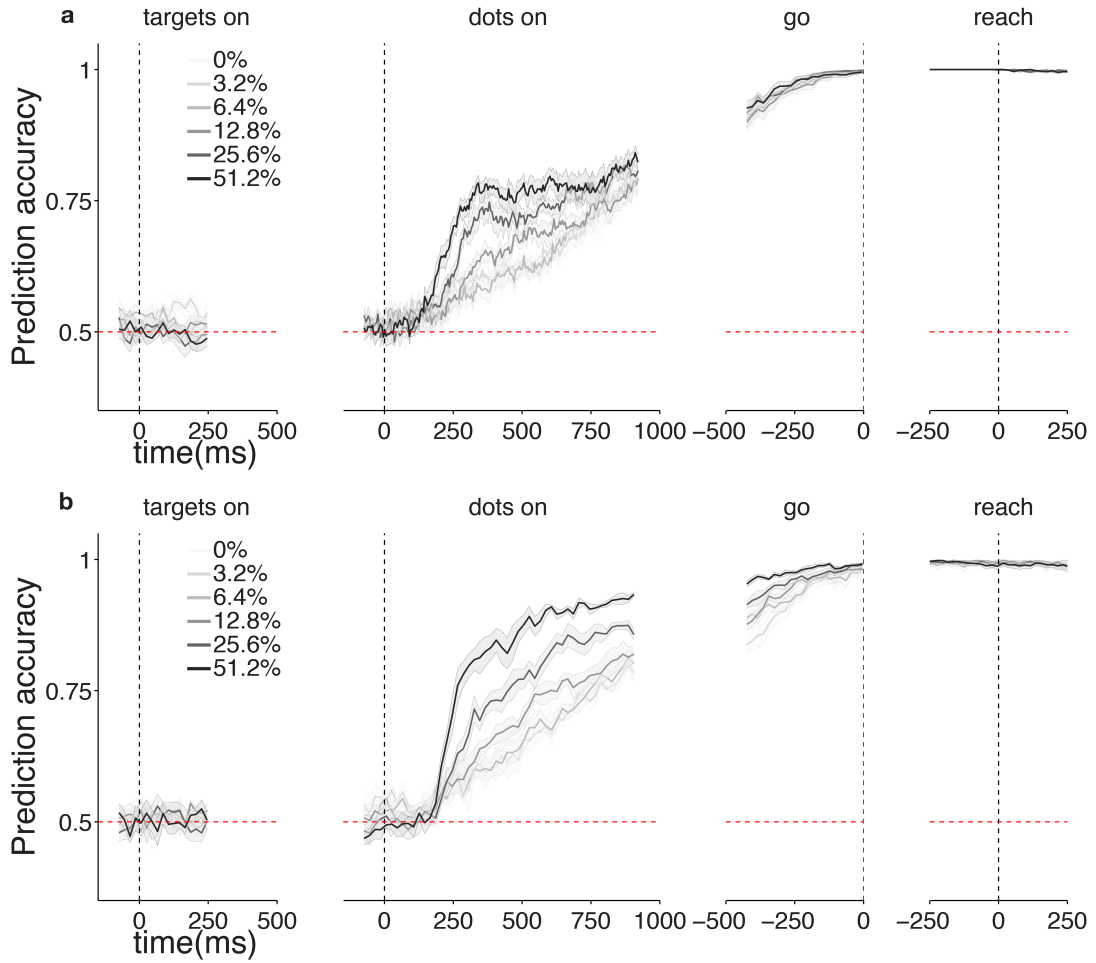 a
targets on
dots on
go
reach
0%
3.2%
6.4%
12.8%
25.6%
51.2%
Prediction accuracy
1
0.75
0.5
0 250 500
0 250 500 750 1000
−500 −250 0
−250 0 250
time(ms)
b
targets on
dots on
go
reach
0%
3.2%
6.4%
12.8%
25.6%
51.2%
Prediction accuracy
1
0.75
0.5
0 250 500
0 250 500 750 1000
−500 −250 0
−250 0 250
time(ms)